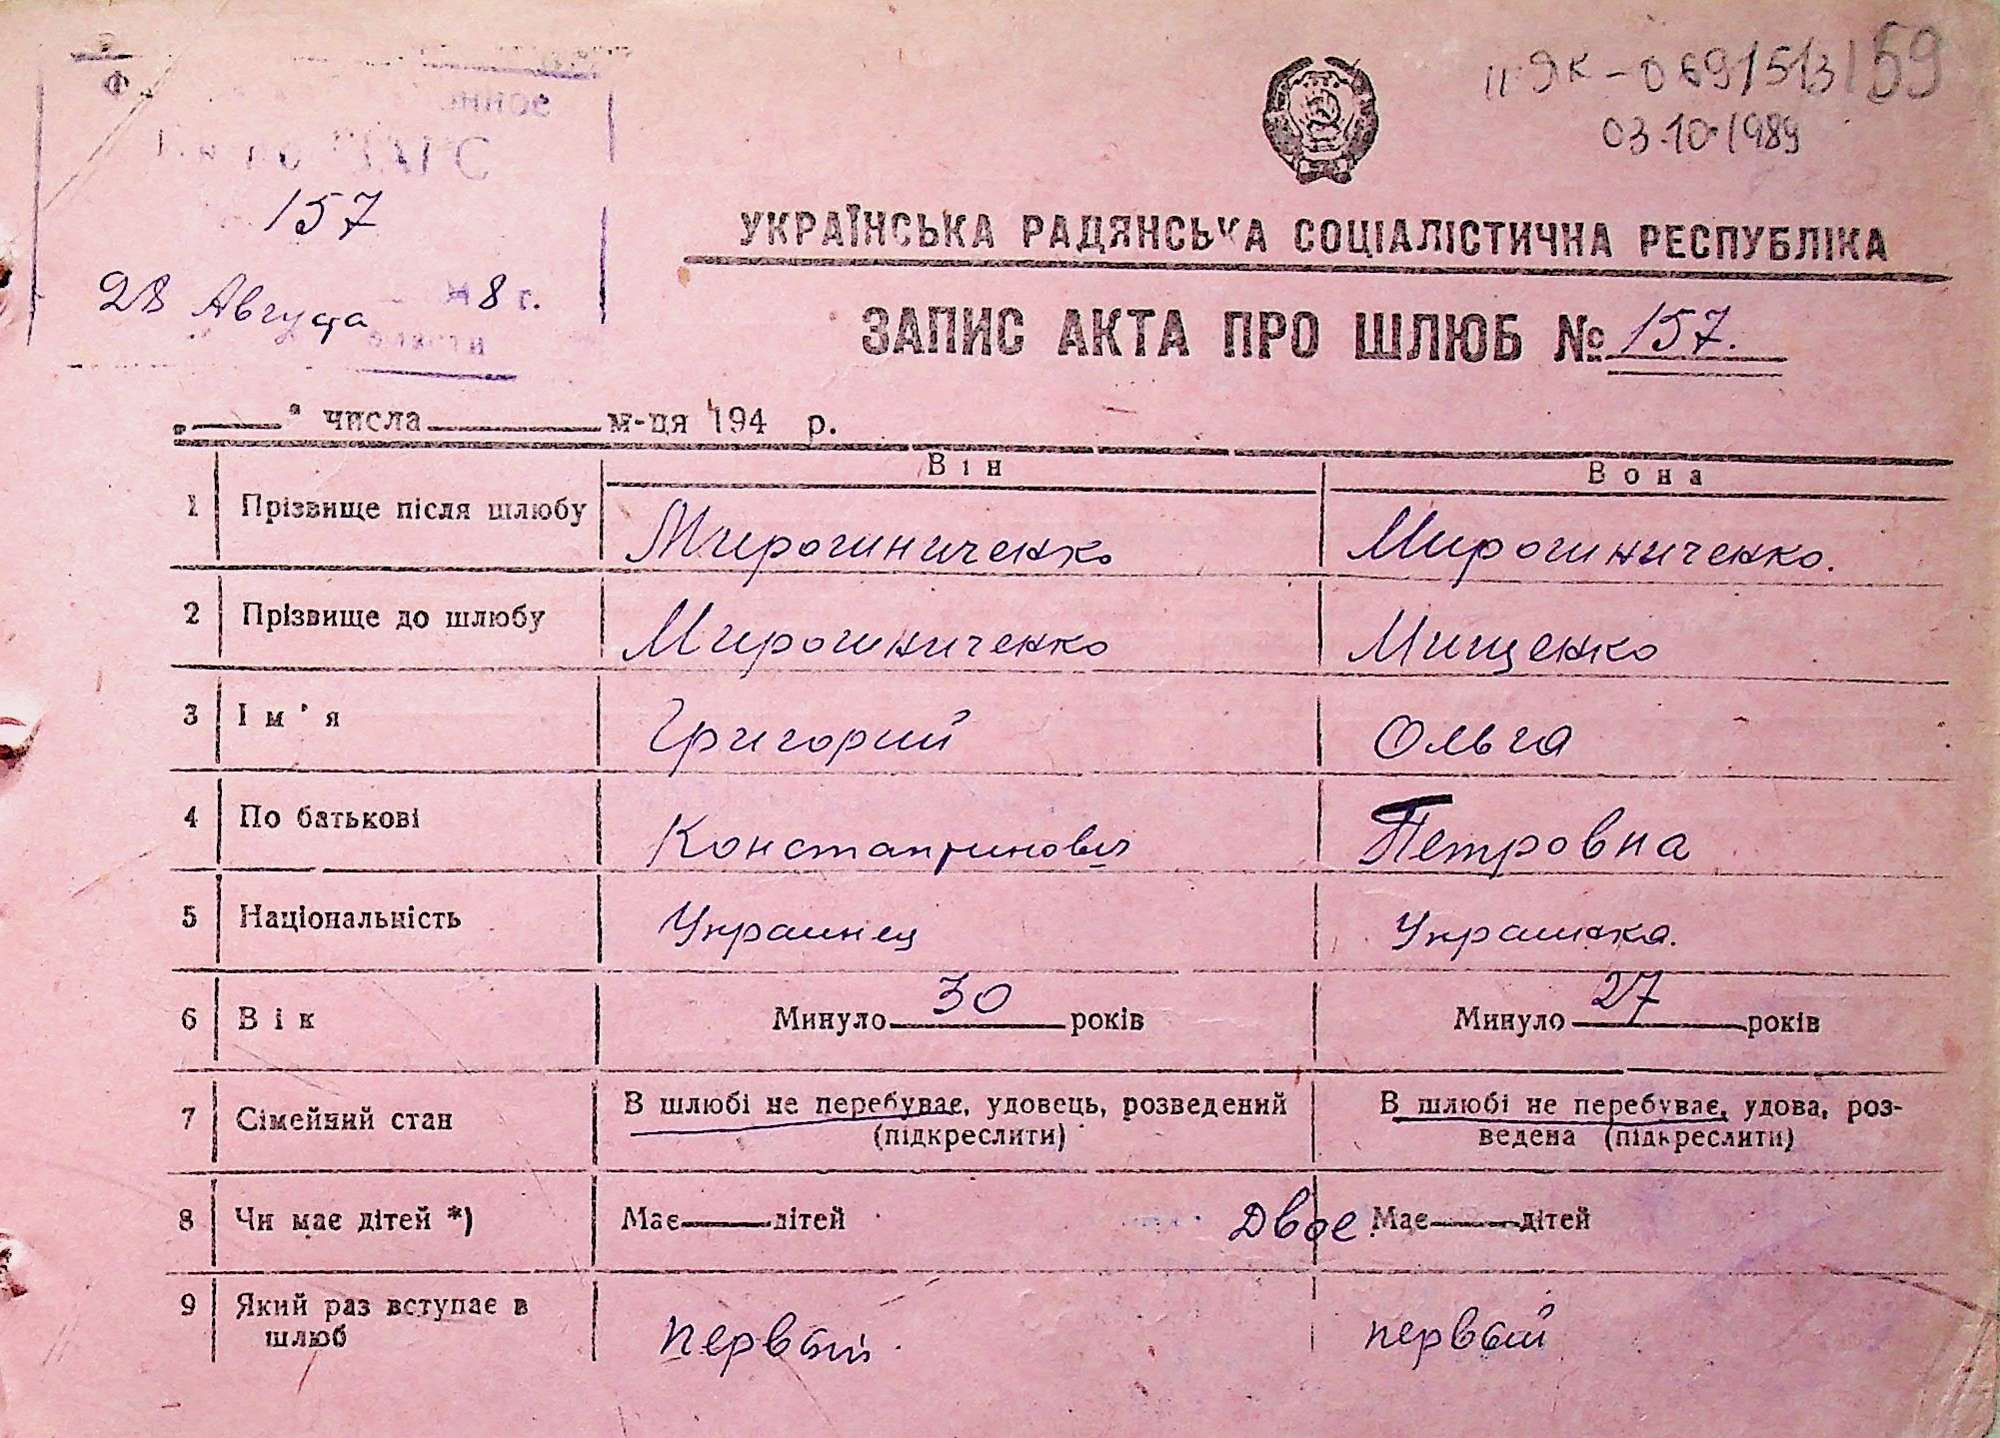 II ЭК - 069151з 159
03.10.1989
ЗАГС
157
28 Августа 8 г.
УКРАЇНСЬКА РАДЯНСЬКА СОЦІАЛІСТИЧНА РЕСПУБЛІКА
ЗАПИС АКТА ПРО ШЛЮБ № 157.
„ " числа м-ця 194 р.
Він Вона
1 Прізвище після шлюбу Мирошниченко Мирошниченко.
2 Прізвище до шлюбу Мирошниченко Мищенко
3 Ім'я Григорий Ольга
4 По батькові Константинович Петровна
5 Національність Украинец Украинка.
6 Вік Минуло 30 років Минуло 27 років
7 Сімейний стан В шлюбі не перебуває, удовець, розведений В шлюбі не перебуває, удова, роз-
(підкреслити) ведена (підкреслити)
8 Чи має дітей *) Має дітей Двое. Має дітей
9 Який раз вступає в
шлюб первый первый